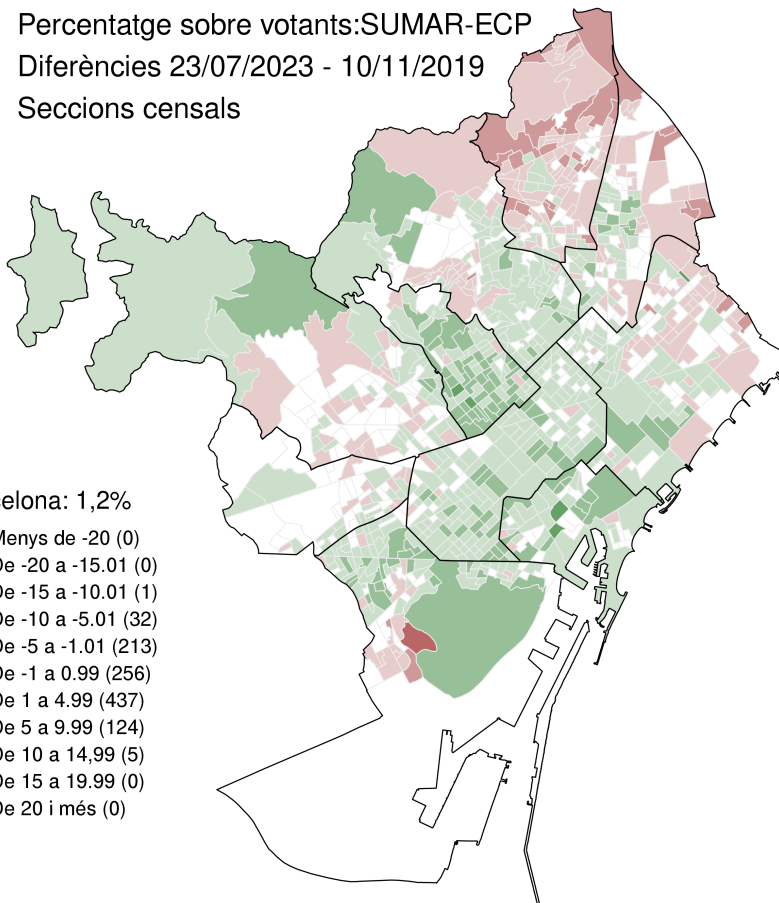 Percentatge sobre votants:SUMAR-ECP
Diferències 23/07/2023 - 10/11/2019
Seccions censals
celona: 1,2%
Menys de -20 (0)
De -20 a -15.01 (0)
De -15 a -10.01 (1)
De -10 a -5.01 (32)
De -5 a -1.01 (213)
De -1 a 0.99 (256)
De 1 a 4.99 (437)
De 5 a 9.99 (124)
De 10 a 14,99 (5)
De 15 a 19.99 (0)
De 20 i més (0)